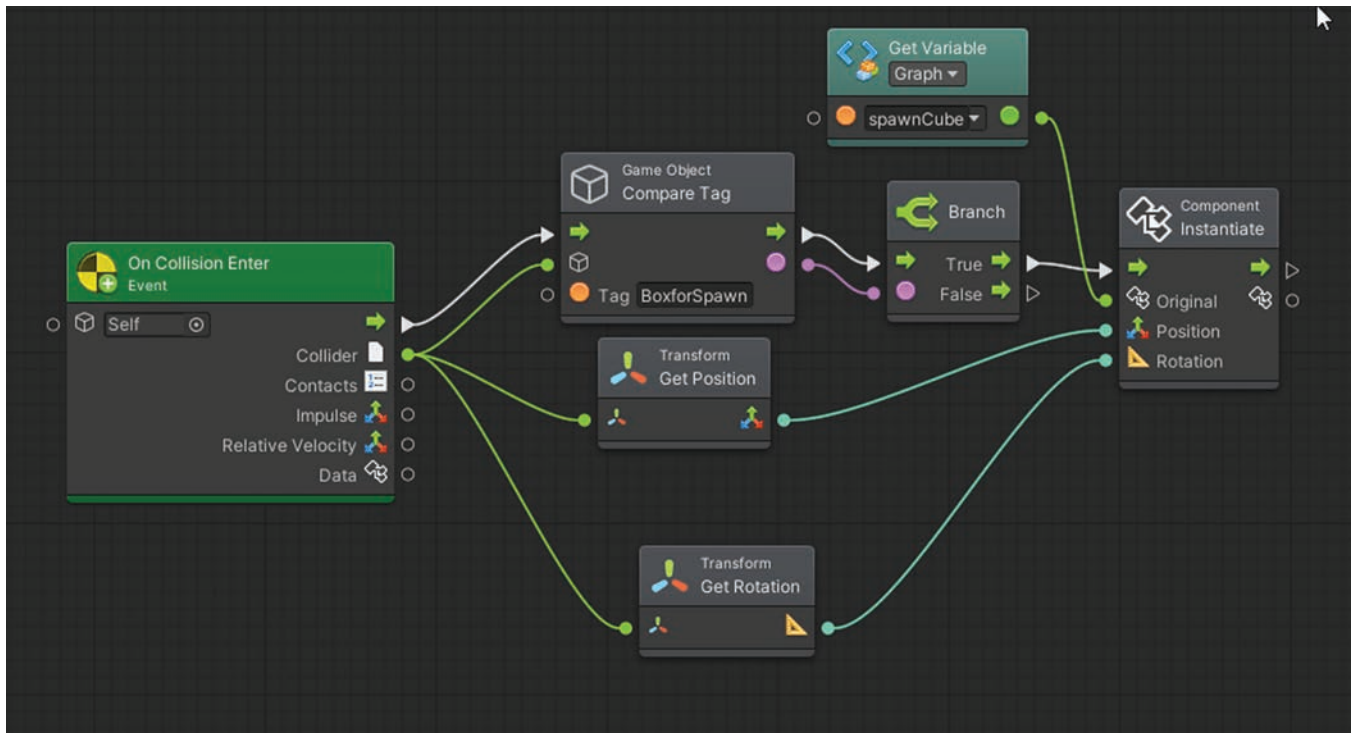 Get Variable
Graph
spawnCube
Game Object
Compare Tag
Tag BoxforSpawn
Branch
True
False
Component
Instantiate
Original
Position
Rotation
On Collision Enter
Event
Self
Collider
Contacts
Impulse
Relative Velocity
Data
Transform
Get Position
Transform
Get Rotation